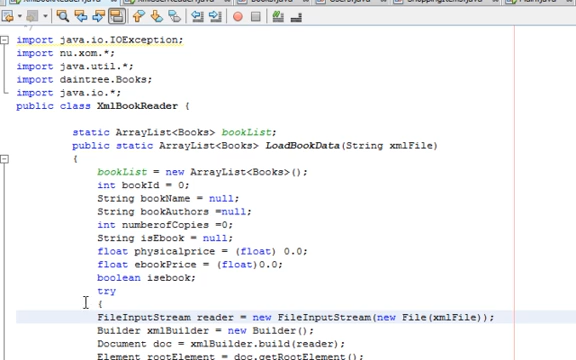 import java.io.IOException;
import nu.xom.*;
import java.util.*;
import daintree.Books;
import java.io.*;
public class XmlBookReader {
static ArrayList<Books> bookList;
public static ArrayList<Books> LoadBookData(String xmlFile)
{
bookList = new ArrayList<Books>();
int bookId = 0;
String bookName = null;
String bookAuthors =null;
int numberofCopies =0;
String isEbook = null;
float physicalprice = (float) 0.0;
float ebookPrice = (float)0.0;
boolean isebook;
try
{
FileInputStream reader = new FileInputStream(new File(xmlFile));
Builder xmlBuilder = new Builder();
Document doc = xmlBuilder.build(reader);
Element rootElement = doc.getRootElement();